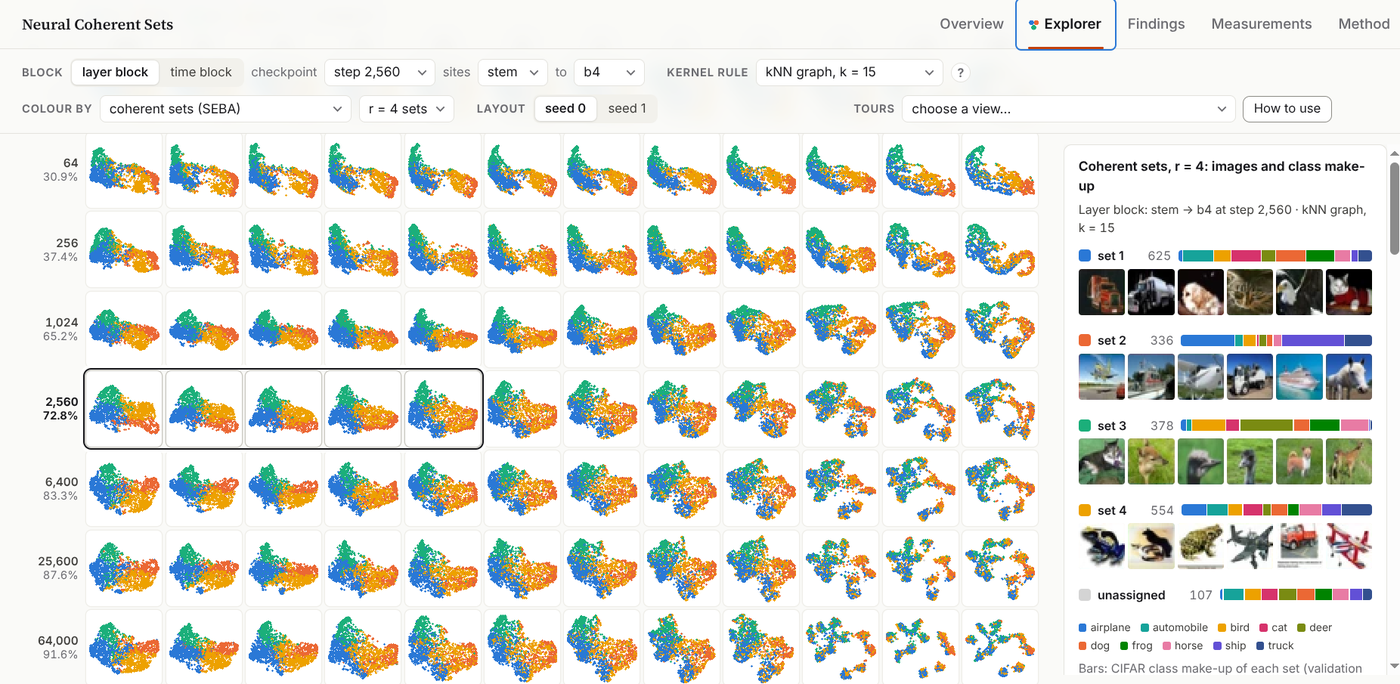 Neural Coherent Sets
Overview Explorer Findings Measurements Method
BLOCK layer block time block checkpoint step 2,560 sites stem to b4 KERNEL RULE kNN graph, k = 15 ?
COLOUR BY coherent sets (SEBA) r = 4 sets LAYOUT seed 0 seed 1 TOURS choose a view... How to use
64
30.9%
256
37.4%
1,024
65.2%
2,560
72.8%
6,400
83.3%
25,600
87.6%
64,000
91.6%
Coherent sets, r = 4: images and class make-
up
Layer block: stem → b4 at step 2,560 · kNN graph,
k = 15
set 1 625
set 2 336
set 3 378
set 4 554
unassigned 107
airplane automobile bird cat deer
dog frog horse ship truck
Bars: CIFAR class make-up of each set (validation